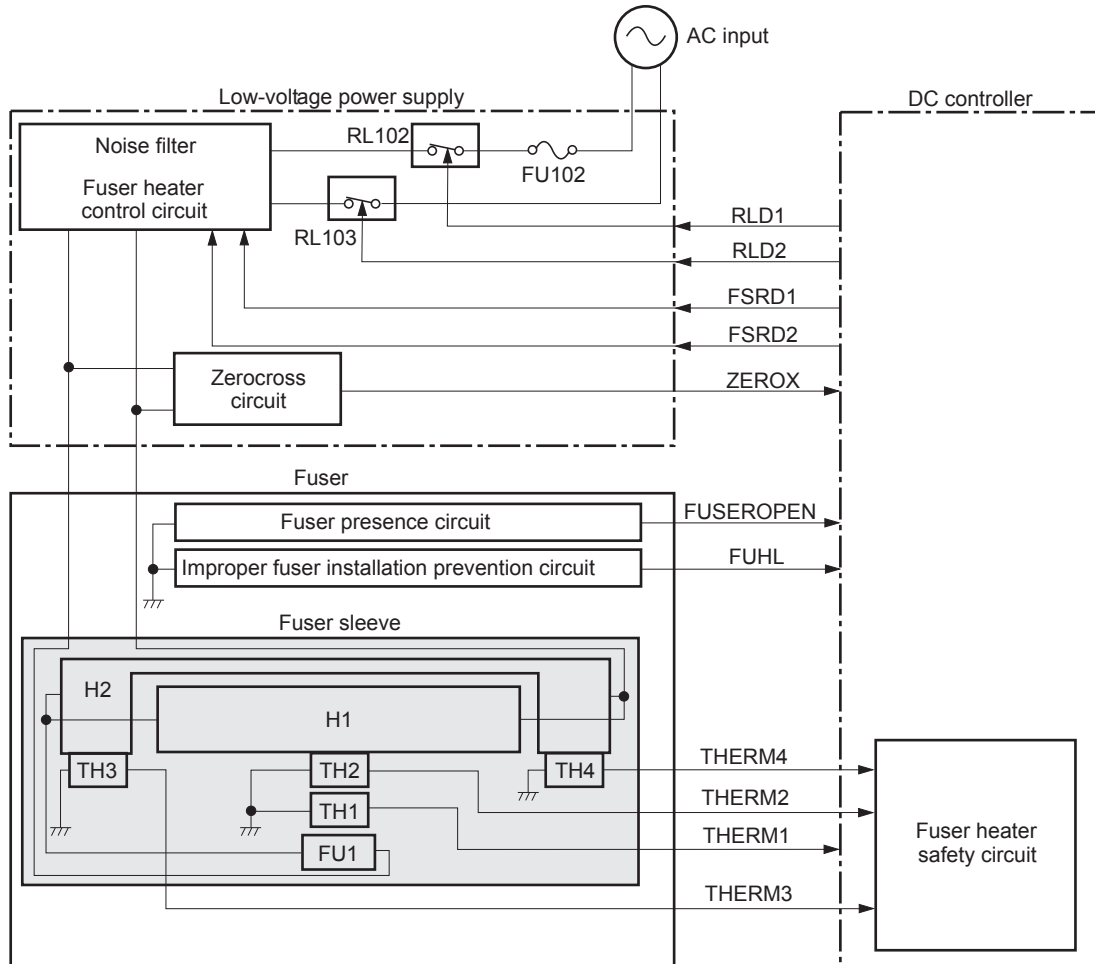 AC input
Low-voltage power supply
DC controller
Noise filter
Fuser heater
control circuit
RL102
FU102
RL103
RLD1
RLD2
FSRD1
FSRD2
Zerocross
circuit
ZEROX
Fuser
Fuser presence circuit
FUSEROPEN
Improper fuser installation prevention circuit
FUHL
Fuser sleeve
H2
H1
TH3
TH2
TH4
TH1
FU1
THERM4
THERM2
THERM1
THERM3
Fuser heater
safety circuit